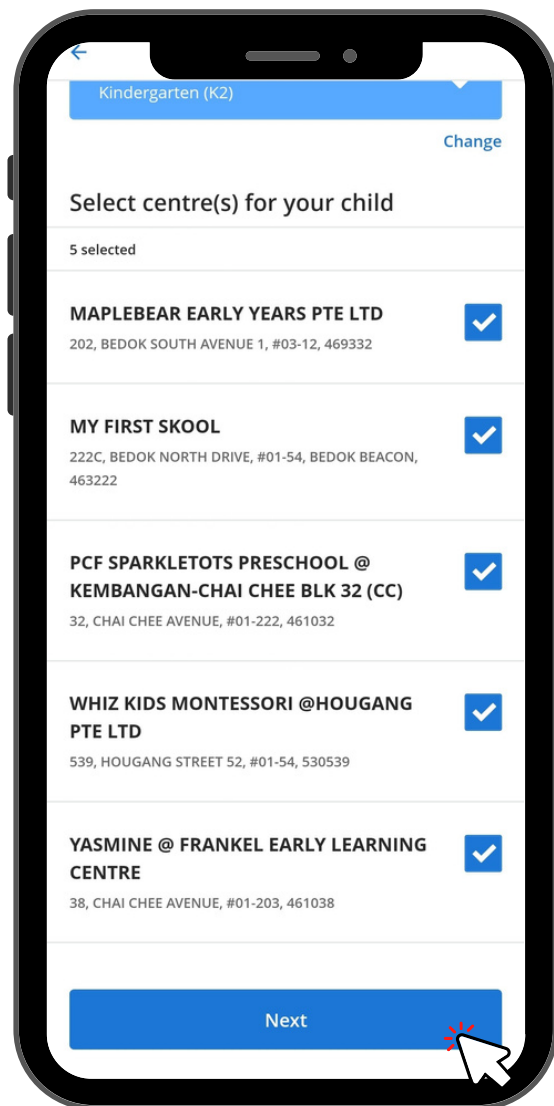 Kindergarten (K2)
Change
Select centre(s) for your child
5 selected
MAPLEBEAR EARLY YEARS PTE LTD
202, BEDOK SOUTH AVENUE 1, #03-12, 469332
MY FIRST SKOOL
222C, BEDOK NORTH DRIVE, #01-54, BEDOK BEACON,
463222
PCF SPARKLETOTS PRESCHOOL @
KEMBANGAN-CHAI CHEE BLK 32 (CC)
32, CHAI CHEE AVENUE, #01-222, 461032
WHIZ KIDS MONTESSORI @HOUGANG
PTE LTD
539, HOUGANG STREET 52, #01-54, 530539
YASMINE @ FRANKEL EARLY LEARNING
CENTRE
38, CHAI CHEE AVENUE, #01-203, 461038
Next